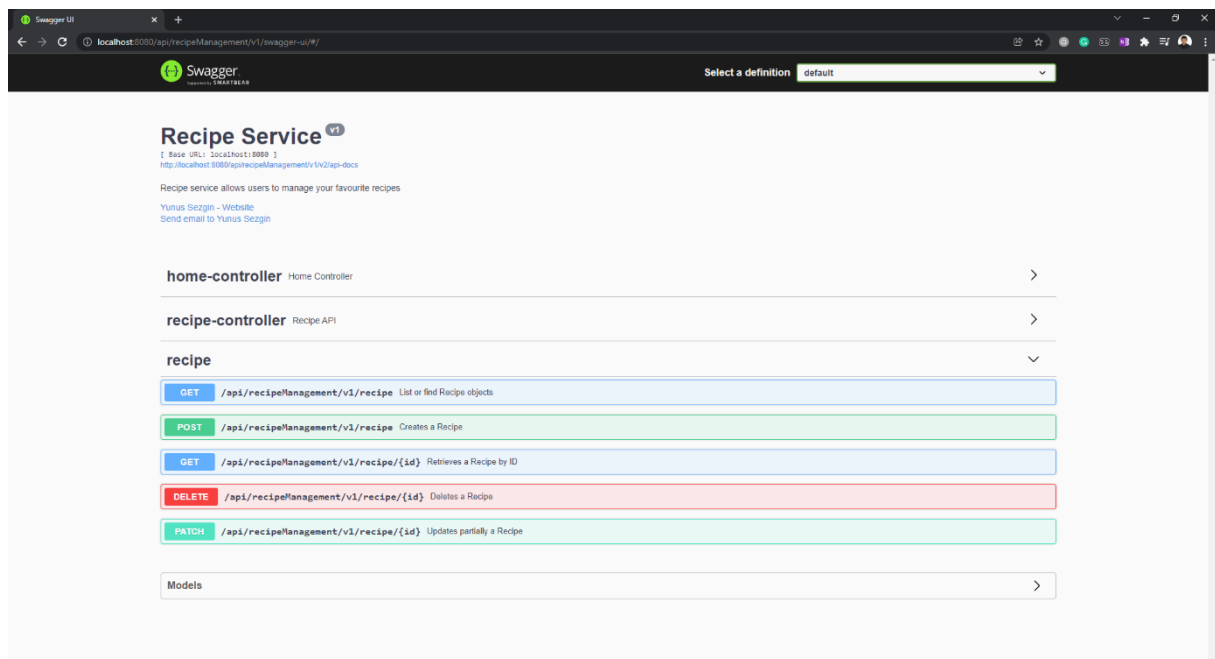 Swagger UI
localhost:8080/api/recipeManagement/v1/swagger-ui/#/
Swagger.
Supported by SMARTBEAR
Select a definition default
Recipe Service v1
[ Base URL: localhost:8080 ]
http://localhost:8080/api/recipeManagement/v1/v2/api-docs
Recipe service allows users to manage your favourite recipes
Yunus Sezgin - Website
Send email to Yunus Sezgin
home-controller Home Controller
recipe-controller Recipe API
recipe
GET /api/recipeManagement/v1/recipe List or find Recipe objects
POST /api/recipeManagement/v1/recipe Creates a Recipe
GET /api/recipeManagement/v1/recipe/{id} Retrieves a Recipe by ID
DELETE /api/recipeManagement/v1/recipe/{id} Deletes a Recipe
PATCH /api/recipeManagement/v1/recipe/{id} Updates partially a Recipe
Models